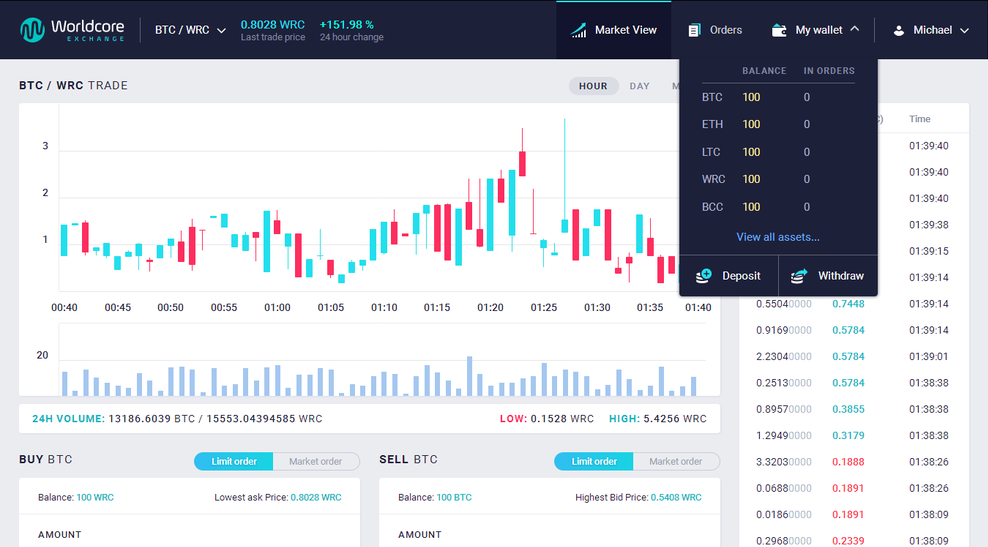 Worldcore
EXCHANGE
BTC / WRC
0.8028 WRC +151.98 %
Last trade price 24 hour change
Market View
Orders
My wallet
Michael
BTC / WRC TRADE
HOUR DAY M
BALANCE IN ORDERS
BTC 100 0
ETH 100 0
LTC 100 0
WRC 100 0
BCC 100 0
View all assets...
Deposit Withdraw
3
2
1
00:40 00:45 00:50 00:55 01:00 01:05 01:10 01:15 01:20 01:25 01:30 01:35 01:40
20
24H VOLUME: 13186.6039 BTC / 15553.04394585 WRC
LOW: 0.1528 WRC HIGH: 5.4256 WRC
BUY BTC
Limit order Market order
Balance: 100 WRC Lowest ask Price: 0.8028 WRC
AMOUNT
SELL BTC
Limit order Market order
Balance: 100 BTC Highest Bid Price: 0.5408 WRC
AMOUNT
) Time
01:39:40
01:39:40
01:39:40
01:39:38
01:39:15
01:39:14
0.55040000 0.7448 01:39:14
0.91690000 0.5784 01:39:14
2.23040000 0.5784 01:39:01
0.25130000 0.5784 01:38:38
0.89570000 0.3855 01:38:38
1.29490000 0.3179 01:38:38
3.32030000 0.1888 01:38:26
0.06880000 0.1891 01:38:26
0.01860000 0.1891 01:38:09
0.29680000 0.2339 01:38:09